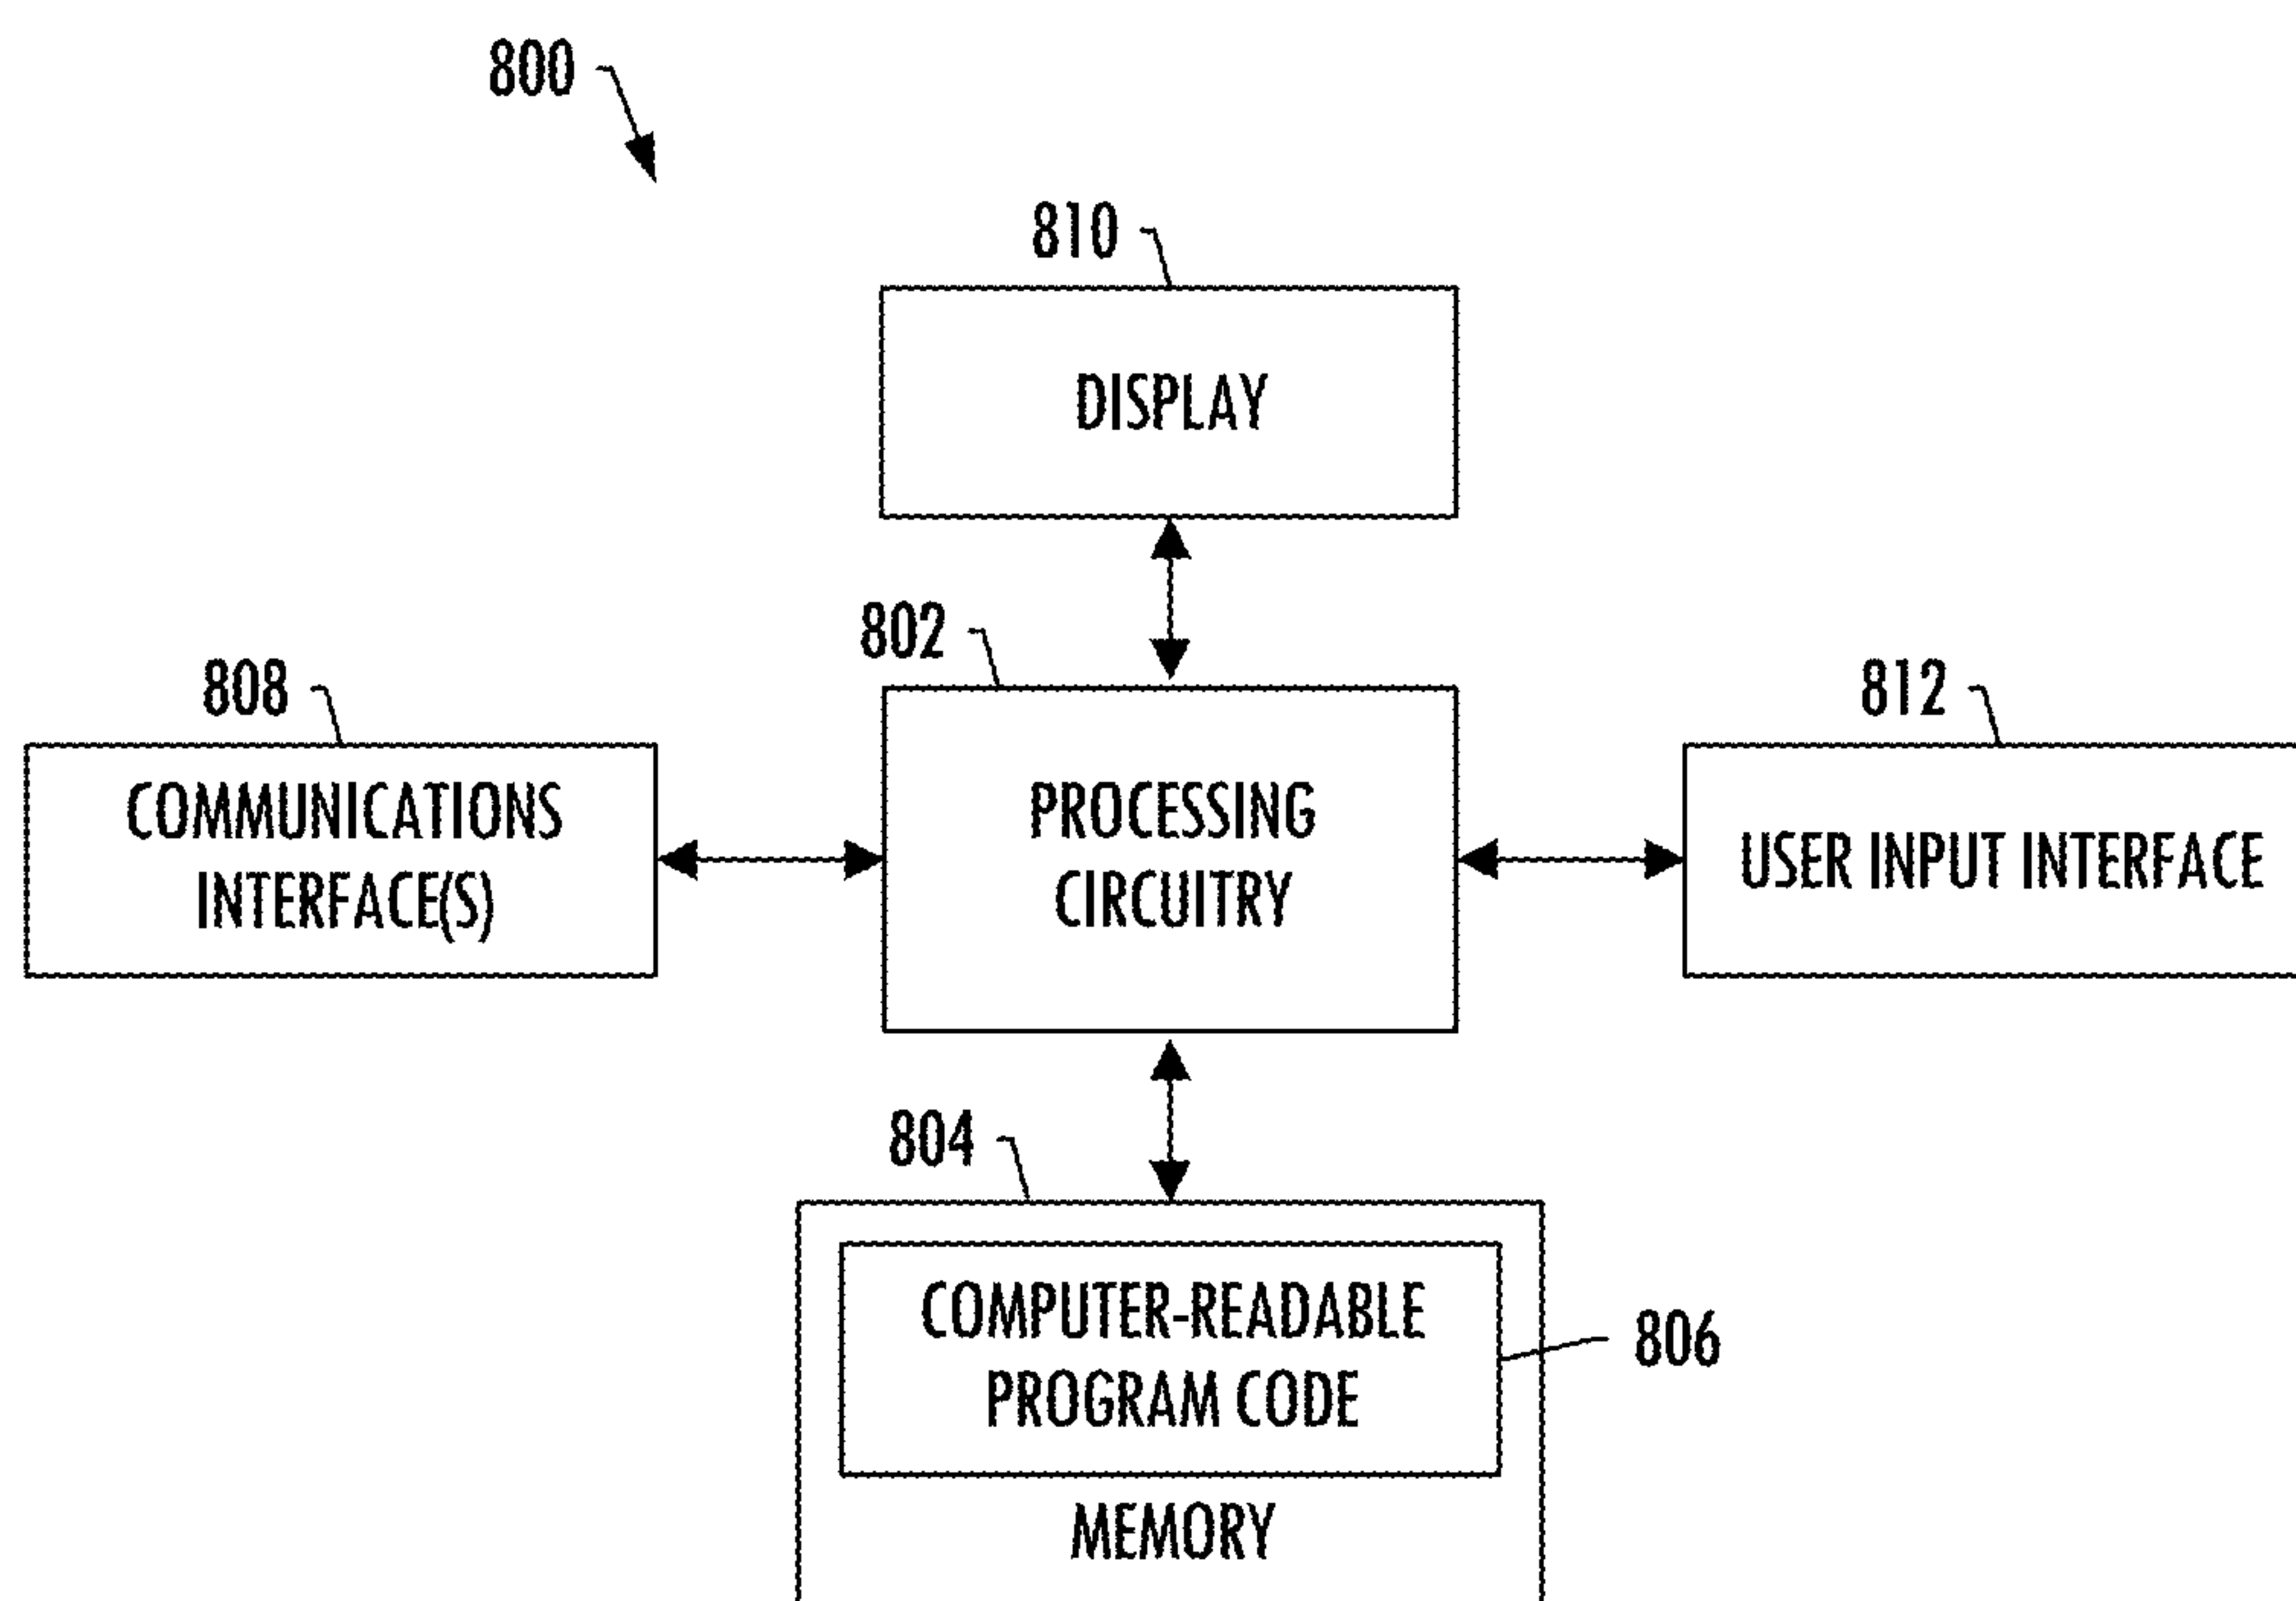 800
810
DISPLAY
802
808
812
COMMUNICATIONS
INTERFACE(S)
PROCESSING
CIRCUITRY
USER INPUT INTERFACE
804
COMPUTER-READABLE
PROGRAM CODE
806
MEMORY